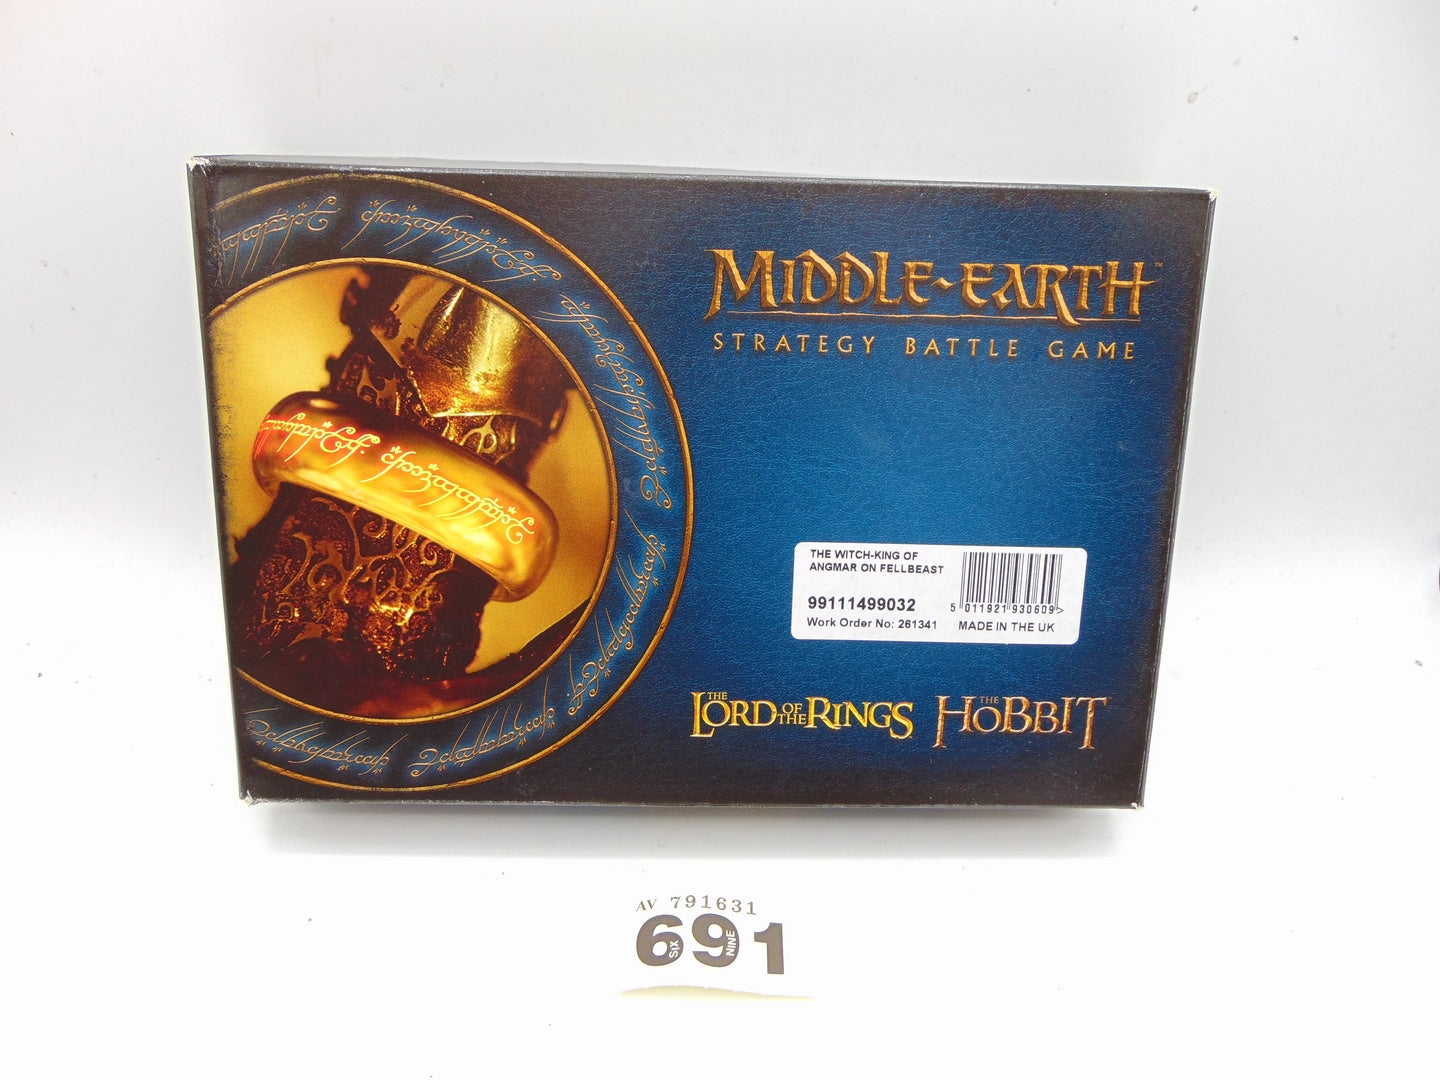 MIDDLE-EARTH™
STRATEGY BATTLE GAME
THE WITCH-KING OF
ANGMAR ON FELLBEAST
99111499032
5 011921 930609 >
Work Order No: 261341 MADE IN THE UK
THE LORD OF THE RINGS
THE HOBBIT
AV 791631
691
SIX NINE